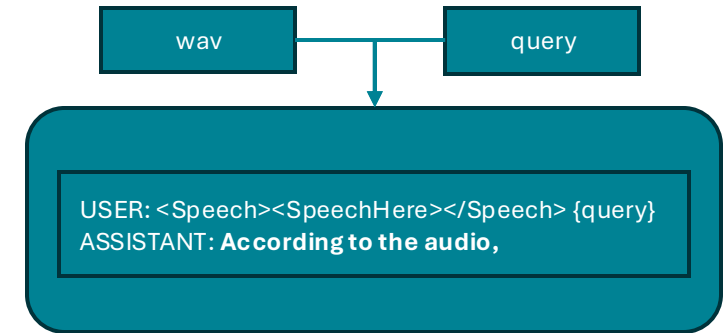 wav
query
USER: <Speech><SpeechHere></Speech> {query}
ASSISTANT: According to the audio,